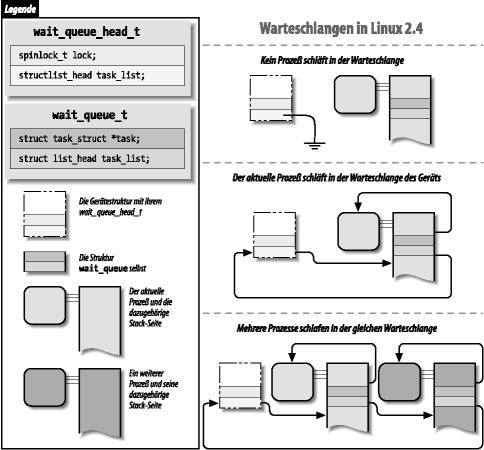 Legende
wait_queue_head_t
spinlock_t lock;
structlist_head task_list;
wait_queue_t
struct task_struct *task;
struct list_head task_list;
Die Gerätestruktur mit ihrem
wait_queue_head_t
Die Struktur
wait_queue selbst
Der aktuelle
Prozeß und die
dazugehörige
Stack-Seite
Ein weiterer
Prozeß und seine
dazugehörige
Stack-Seite
Warteschlangen in Linux 2.4
Kein Prozeß schläft in der Warteschlange
Der aktuelle Prozeß schläft in der Warteschlange des Geräts
Mehrere Prozesse schlafen in der gleichen Warteschlange